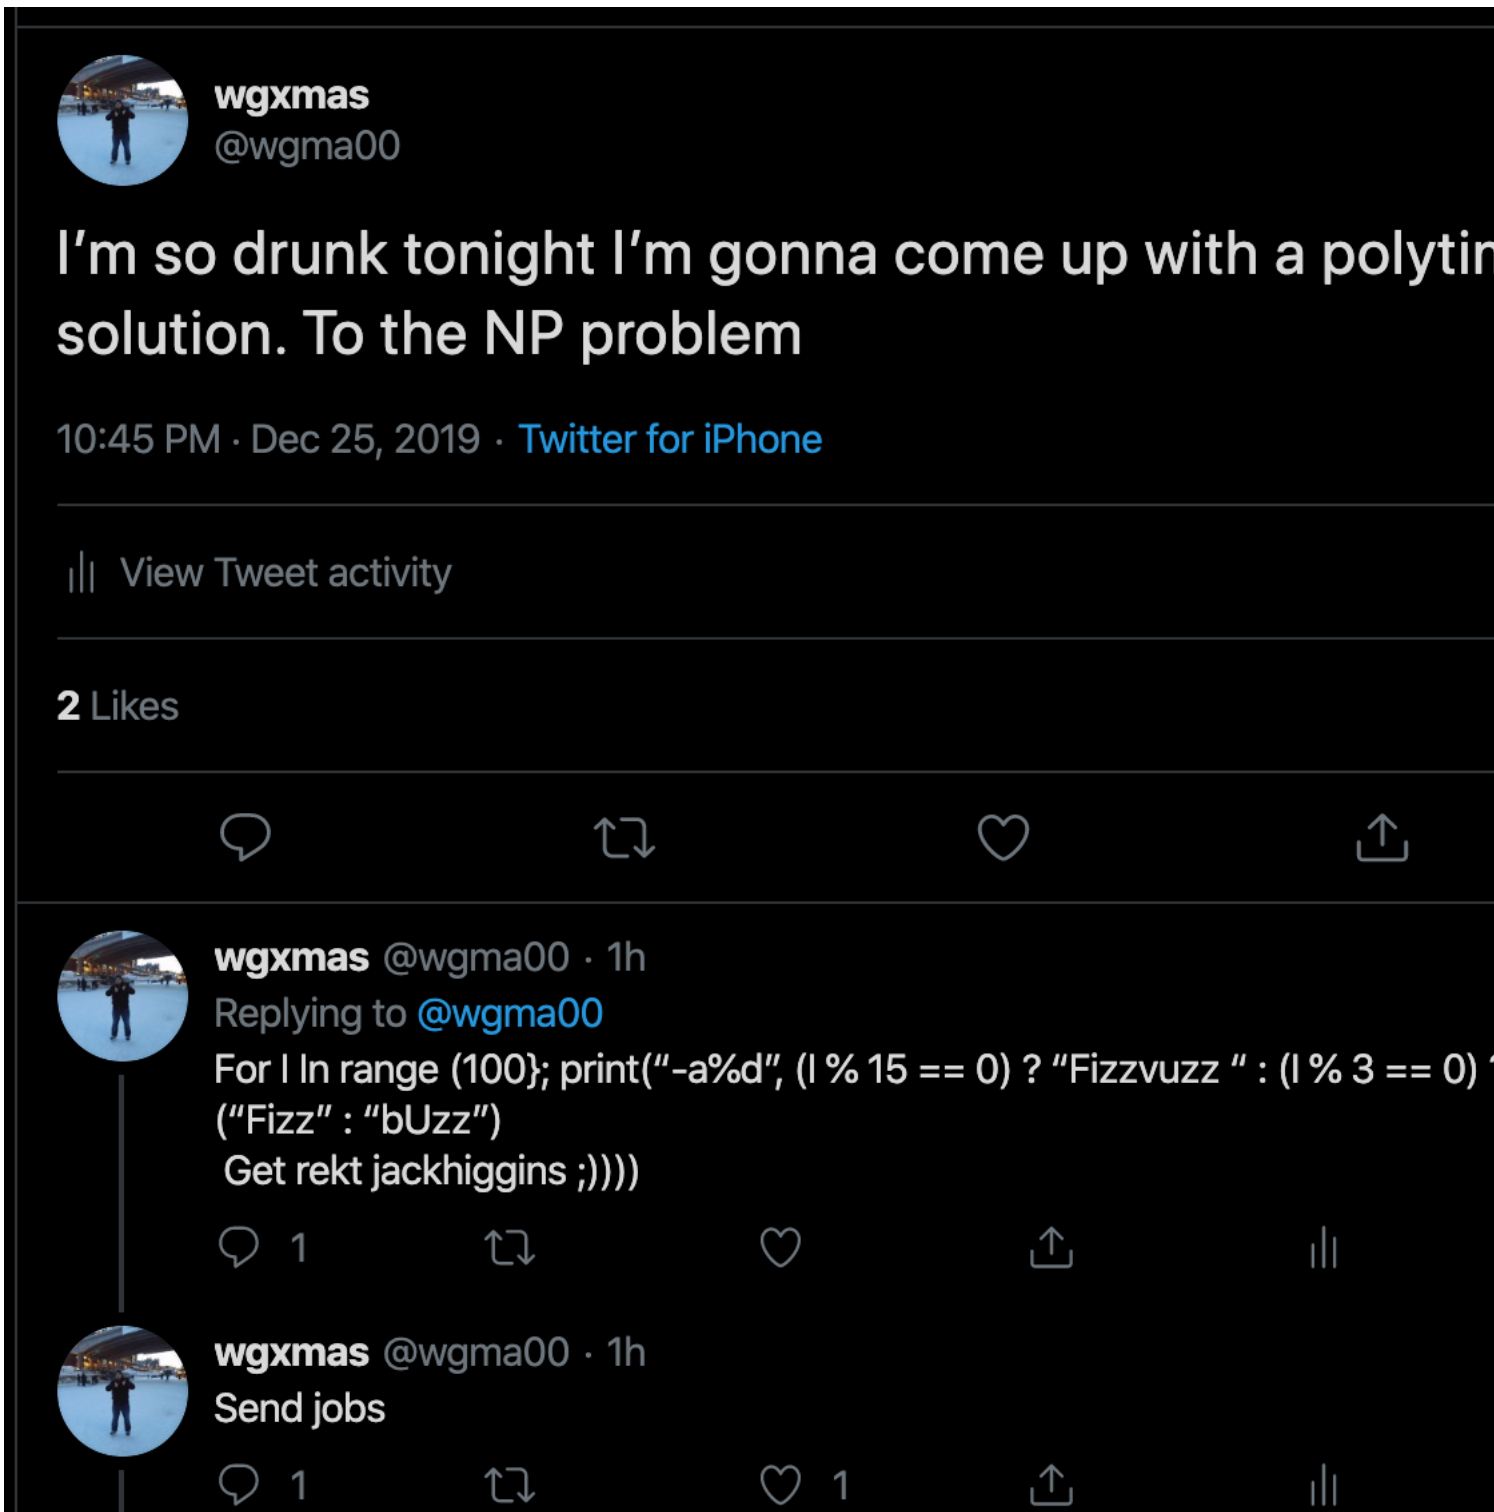 wgxmas
@wgma00
I’m so drunk tonight I’m gonna come up with a
solution. To the NP problem
10:45 PM · Dec 25, 2019 · Twitter for iPhone
View Tweet activity
2 Likes
wgxmas @wgma00 · 1h
Replying to @wgma00
For I In range (100}; print(“-a%d”, (I % 15 == 0) ? “Fizzvuzz “ : (I % 3 == 0)
(“Fizz” : “bUzz”)
Get rekt jackhiggins ;))))
1
wgxmas @wgma00 · 1h
Send jobs
1 1